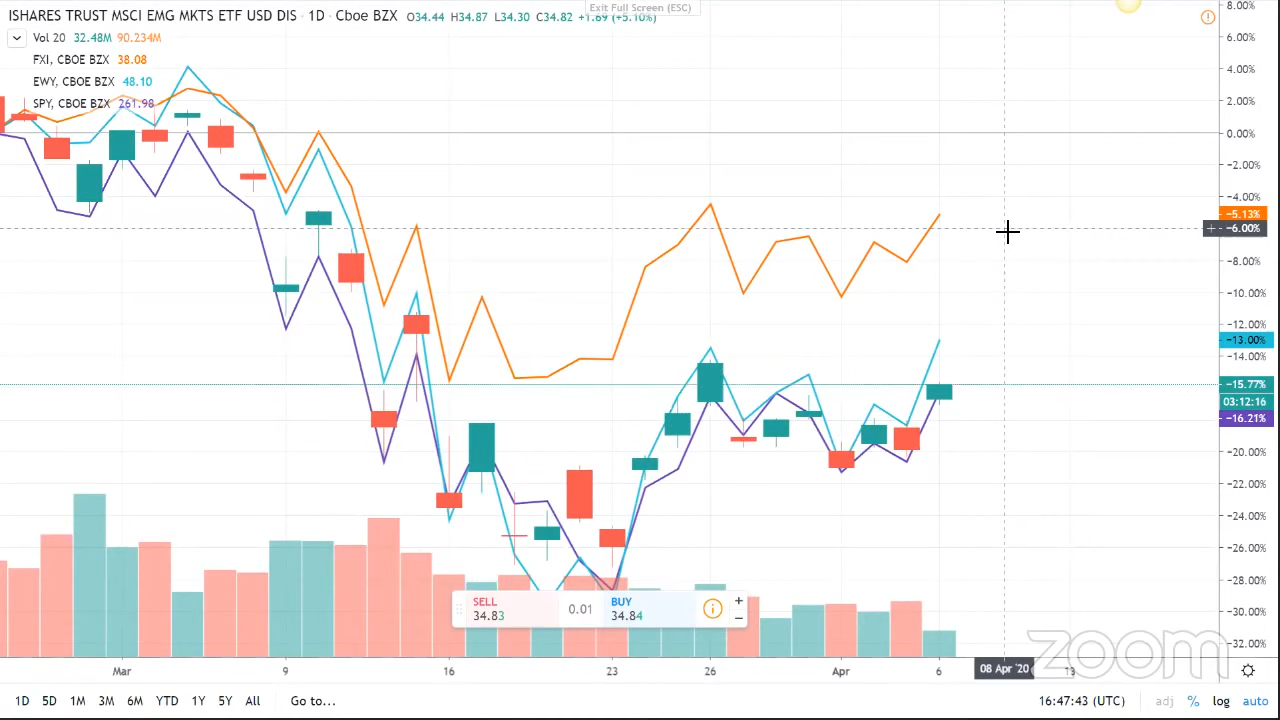 ISHARES TRUST MSCI EMG MKTS ETF USD DIS · 1D · Cboe BZX O34.44 H34.87 L34.30 C34.82 +1.69 (+5.10%)
Exit Full Screen (ESC)
Vol 20 32.48M 90.234M
FXI, CBOE BZX 38.08
EWY, CBOE BZX 48.10
SPY, CBOE BZX 261.98
8.00%
6.00%
4.00%
2.00%
0.00%
−2.00%
−4.00%
−5.13%
−6.00%
−8.00%
−10.00%
−12.00%
−13.00%
−14.00%
−15.77%
03:12:16
−16.21%
−20.00%
−22.00%
−24.00%
−26.00%
−28.00%
−30.00%
−32.00%
SELL
34.83
0.01
BUY
34.84
+
−
zoom
Mar 9 16 23 26 Apr 6 08 Apr '20 13
1D 5D 1M 3M 6M YTD 1Y 5Y All Go to... 16:47:43 (UTC) adj % log auto